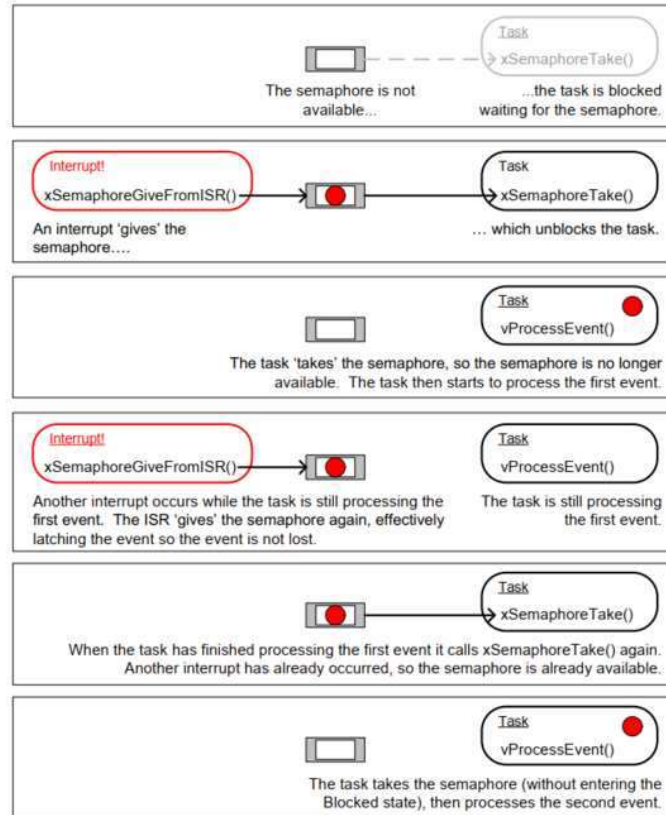 Task
xSemaphoreTake()
The semaphore is not
available...
...the task is blocked
waiting for the semaphore.
Interrupt!
xSemaphoreGiveFromISR()
Task
xSemaphoreTake()
An interrupt 'gives' the
semaphore....
... which unblocks the task.
Task
vProcessEvent()
The task 'takes' the semaphore, so the semaphore is no longer
available. The task then starts to process the first event.
Interrupt!
xSemaphoreGiveFromISR()
Task
vProcessEvent()
Another interrupt occurs while the task is still processing the
first event. The ISR 'gives' the semaphore again, effectively
latching the event so the event is not lost.
The task is still processing
the first event.
Task
xSemaphoreTake()
When the task has finished processing the first event it calls xSemaphoreTake() again.
Another interrupt has already occurred, so the semaphore is already available.
Task
vProcessEvent()
The task takes the semaphore (without entering the
Blocked state), then processes the second event.